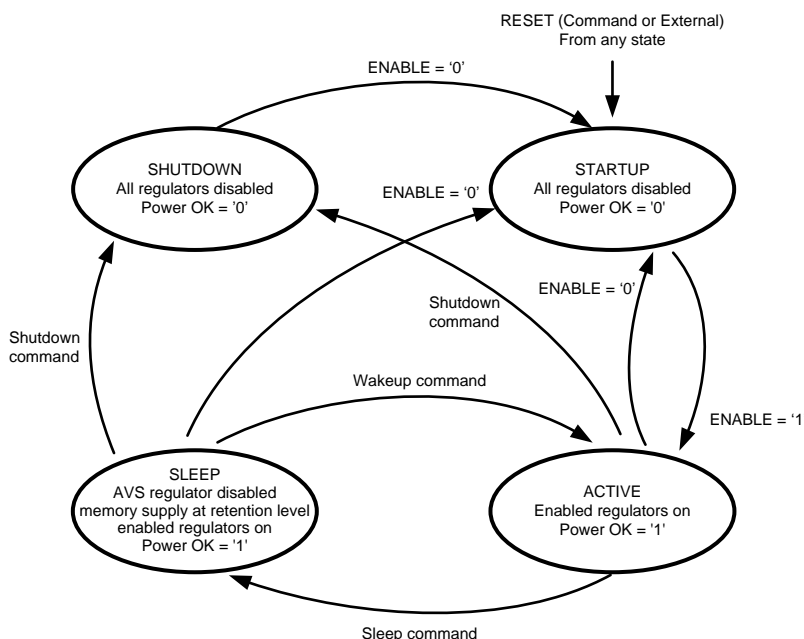 RESET (Command or External)
From any state
ENABLE = ‘0’
SHUTDOWN
All regulators disabled
Power OK = '0'
STARTUP
All regulators disabled
Power OK = '0'
ENABLE = ‘0’
ENABLE = ‘0’
Shutdown
command
Shutdown
command
Wakeup command
ENABLE = ‘1
SLEEP
AVS regulator disabled
memory supply at retention level
enabled regulators on
Power OK = '1'
ACTIVE
Enabled regulators on
Power OK = '1'
Sleep command